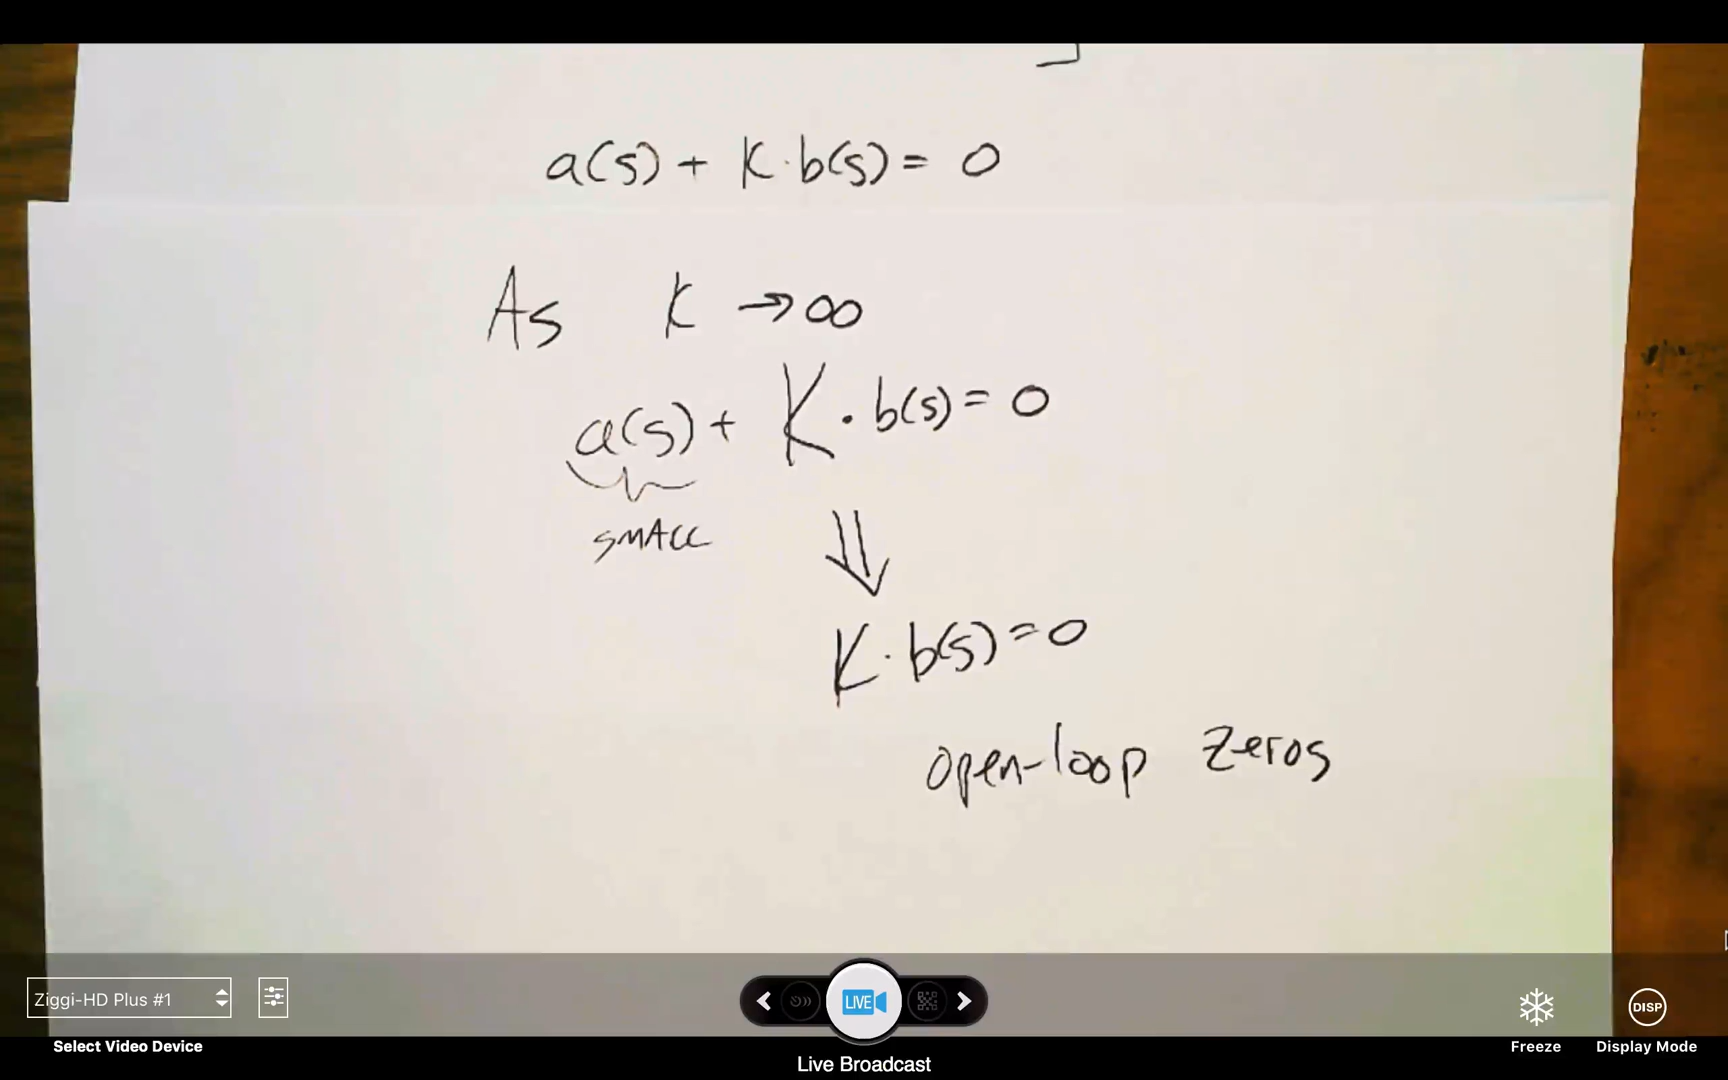 a(s) + K·b(s) = 0
As K → ∞
a(s) + K·b(s) = 0
SMALL
⇓
K·b(s) = 0
open-loop zeros
Ziggi-HD Plus #1
LIVE
DISP
Select Video Device
Live Broadcast
Freeze
Display Mode